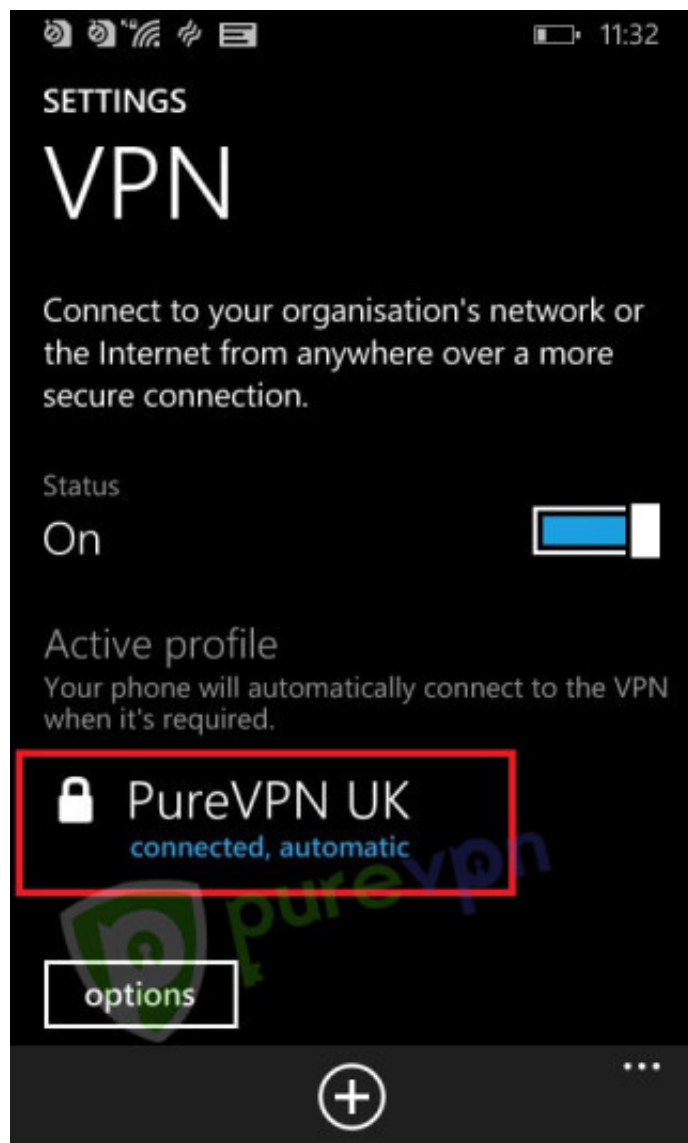 11:32
SETTINGS
VPN
Connect to your organisation's network or
the Internet from anywhere over a more
secure connection.
Status
On
Active profile
Your phone will automatically connect to the VPN
when it's required.
PureVPN UK
connected, automatic
purevpn
options